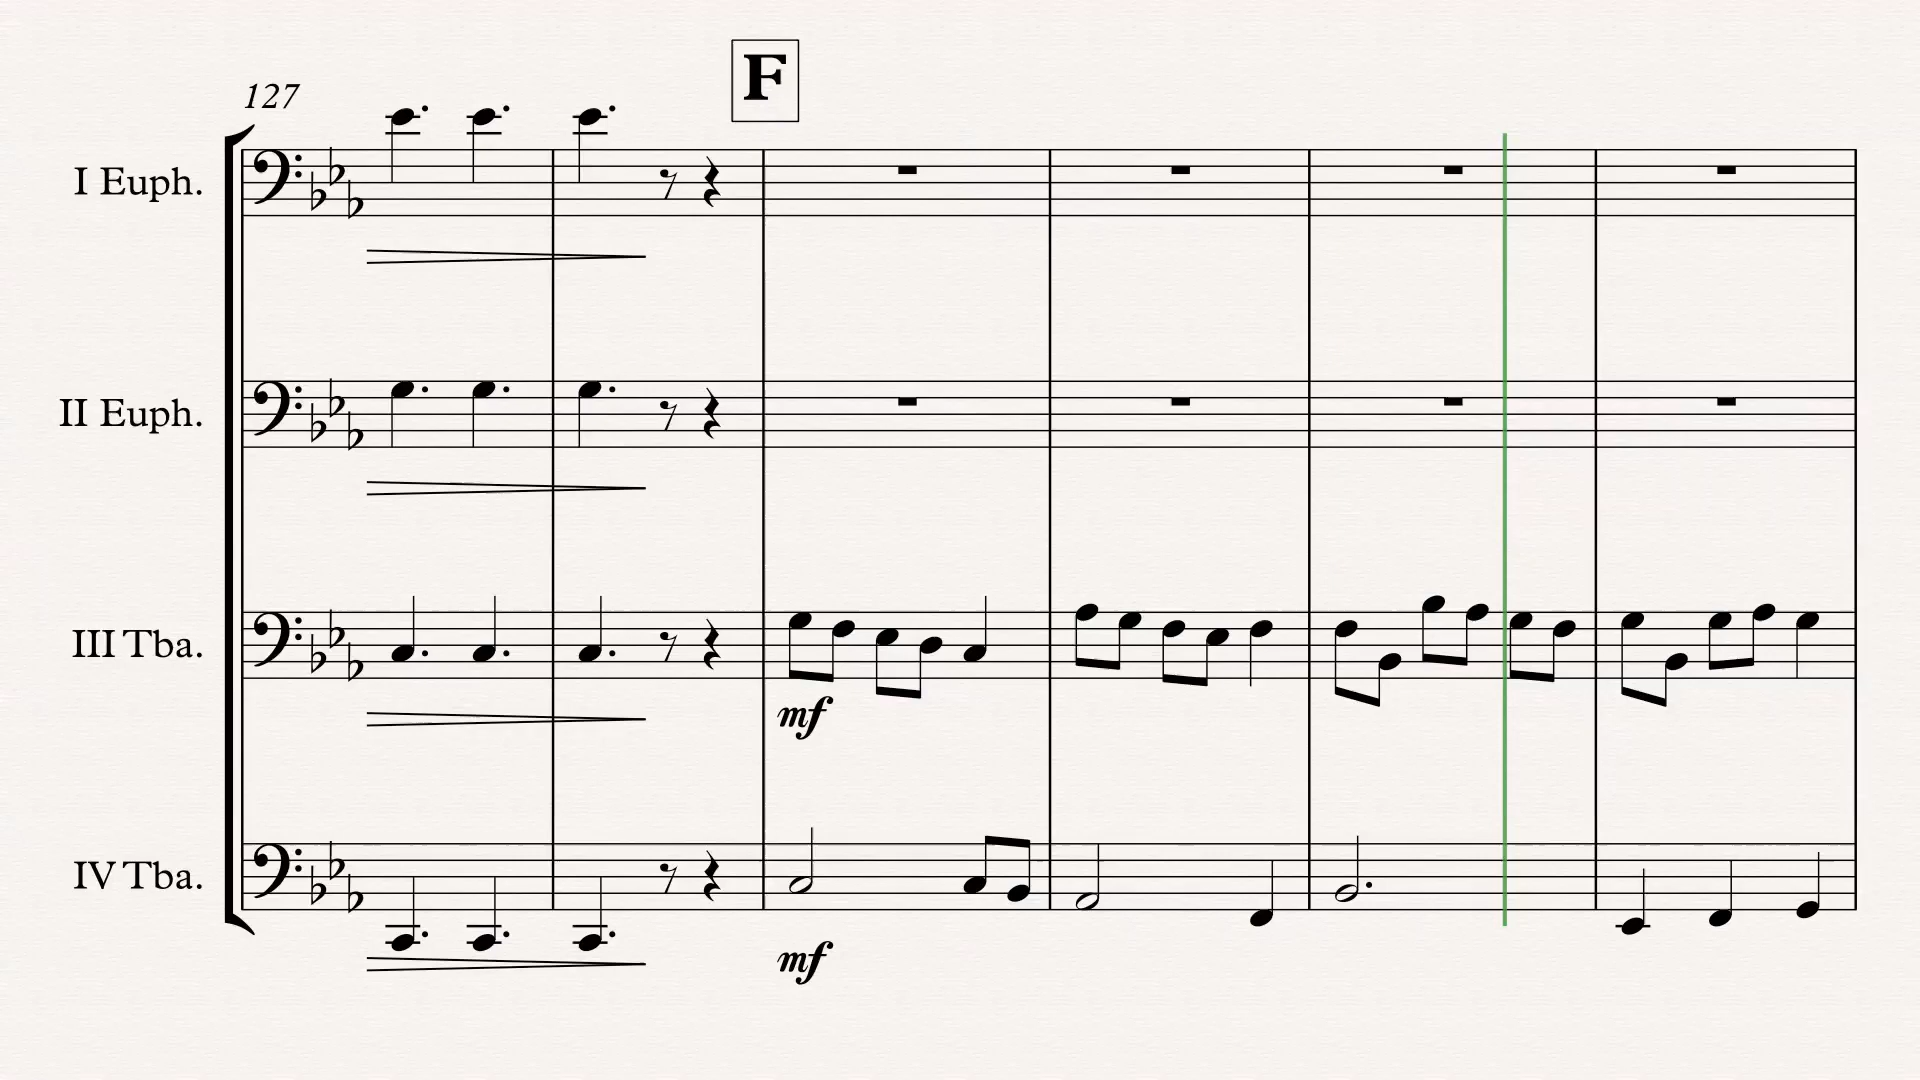 F
127
I Euph.
II Euph.
III Tba.
mf
IV Tba.
mf